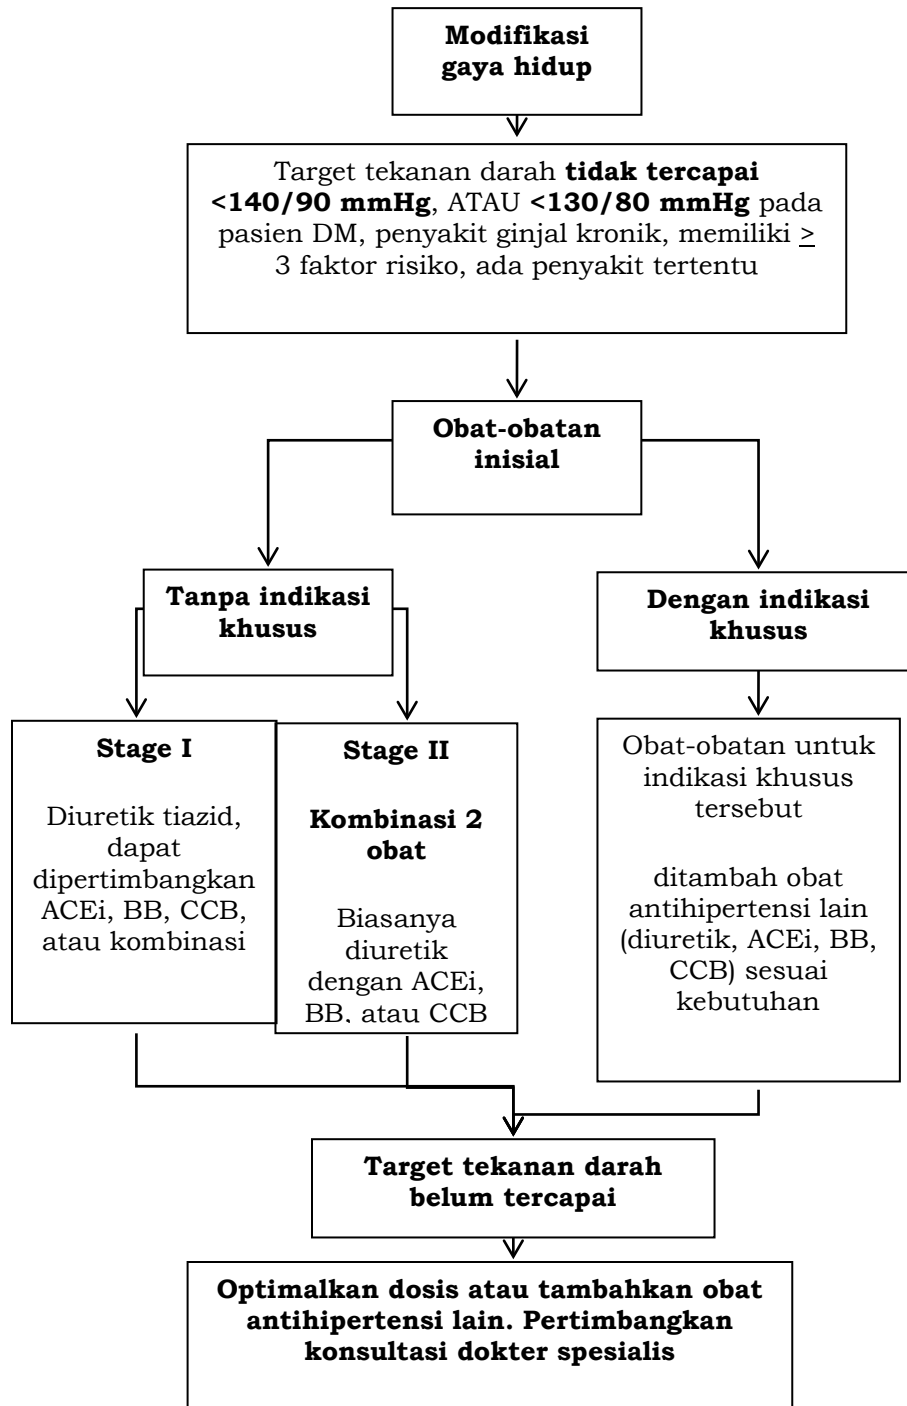 Modifikasi
gaya hidup
Target tekanan darah tidak tercapai
<140/90 mmHg, ATAU <130/80 mmHg pada
pasien DM, penyakit ginjal kronik, memiliki ≥
3 faktor risiko, ada penyakit tertentu
Obat-obatan
inisial
Tanpa indikasi
khusus
Dengan indikasi
khusus
Stage I
Diuretik tiazid,
dapat
dipertimbangkan
ACEi, BB, CCB,
atau kombinasi
Stage II
Kombinasi 2
obat
Biasanya
diuretik
dengan ACEi,
BB, atau CCB
Obat-obatan untuk
indikasi khusus
tersebut
ditambah obat
antihipertensi lain
(diuretik, ACEi, BB,
CCB) sesuai
kebutuhan
Target tekanan darah
belum tercapai
Optimalkan dosis atau tambahkan obat
antihipertensi lain. Pertimbangkan
konsultasi dokter spesialis